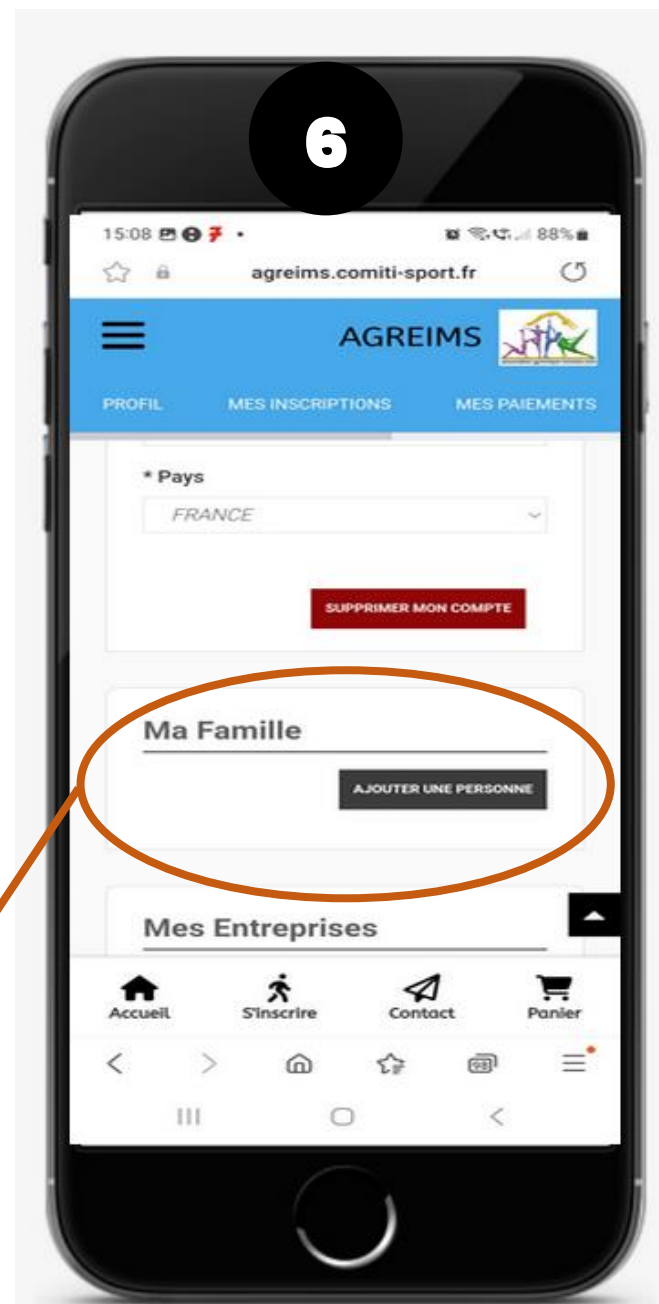 6
15:08 88%
agreims.comiti-sport.fr
AGREIMS
PROFIL MES INSCRIPTIONS MES PAIEMENTS
* Pays
FRANCE
SUPPRIMER MON COMPTE
Ma Famille
AJOUTER UNE PERSONNE
Mes Entreprises
Accueil S'inscrire Contact Panier
98